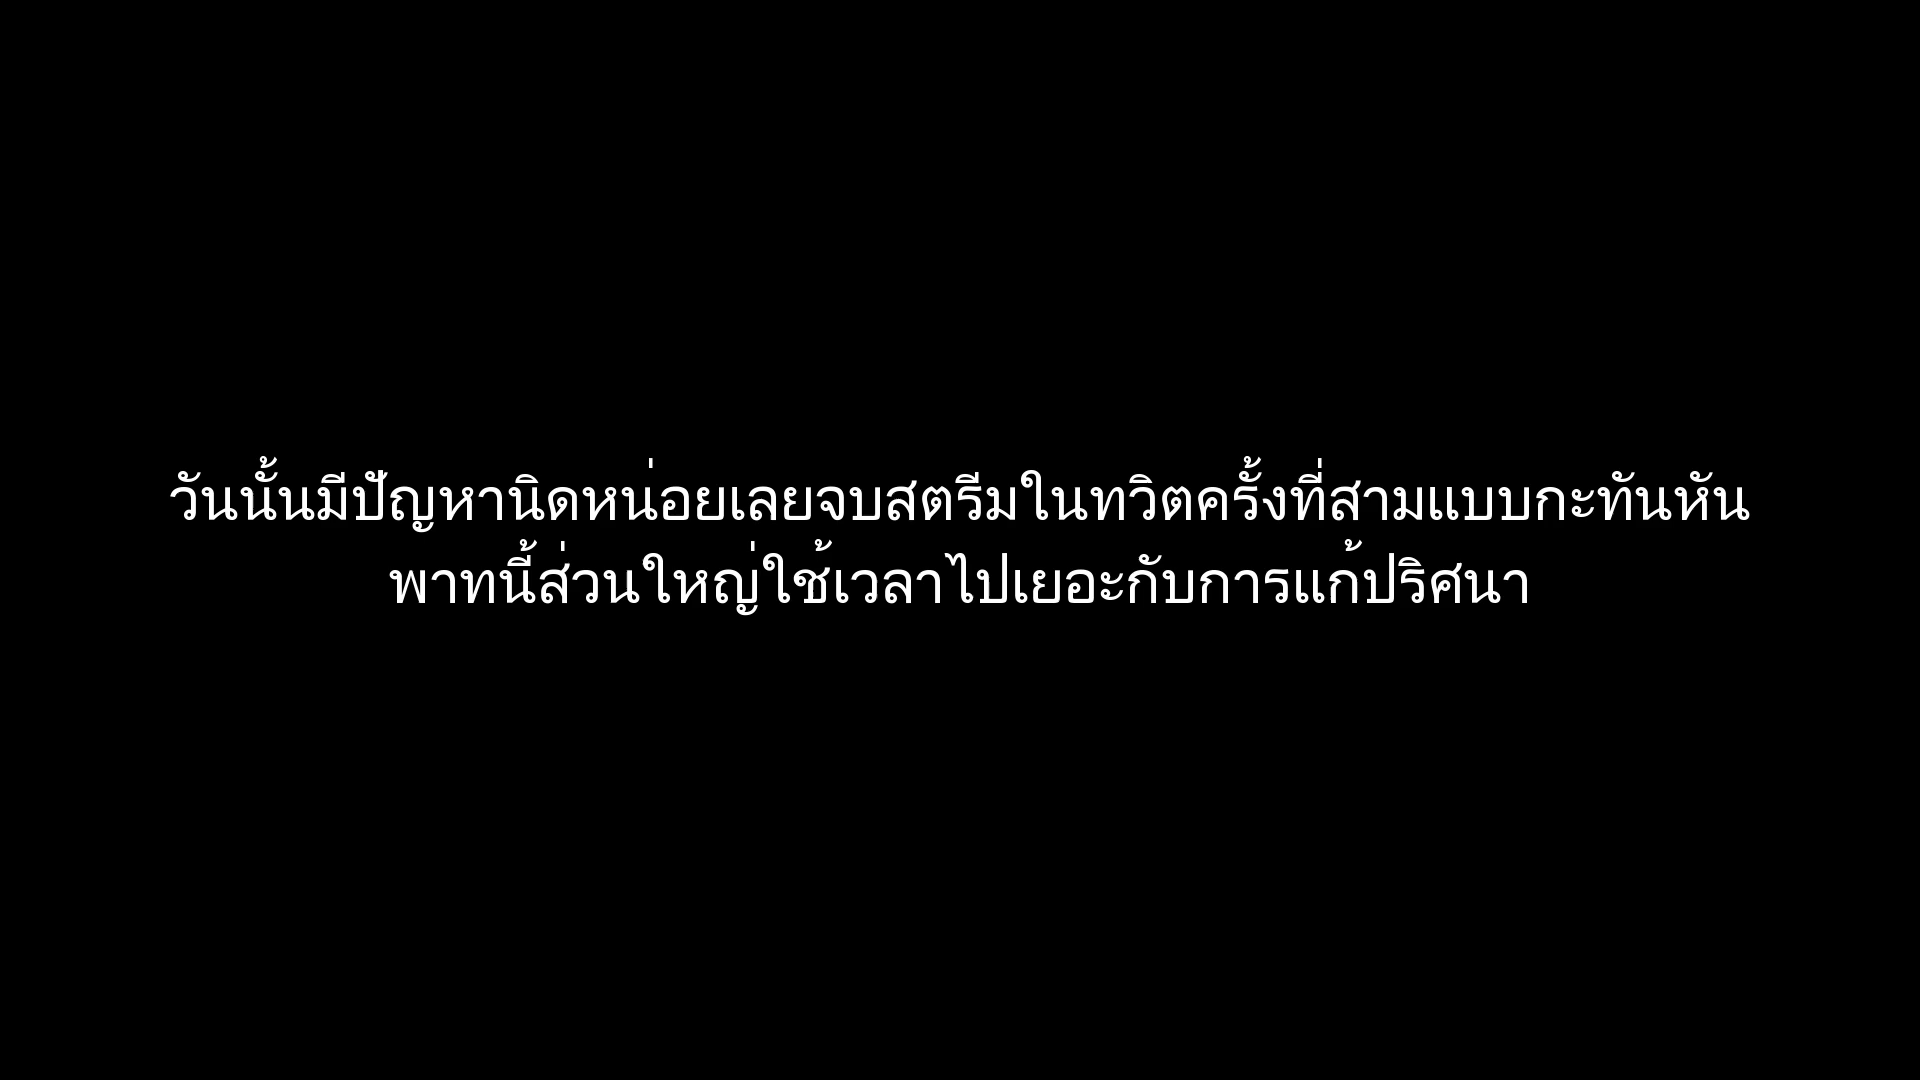 วันนั้นมีปัญหานิดหน่อยเลยจบสตรีมในทวิตครั้งที่สามแบบกะทันหัน
พาทนี้ส่วนใหญ่ใช้เวลาไปเยอะกับการแก้ปริศนา